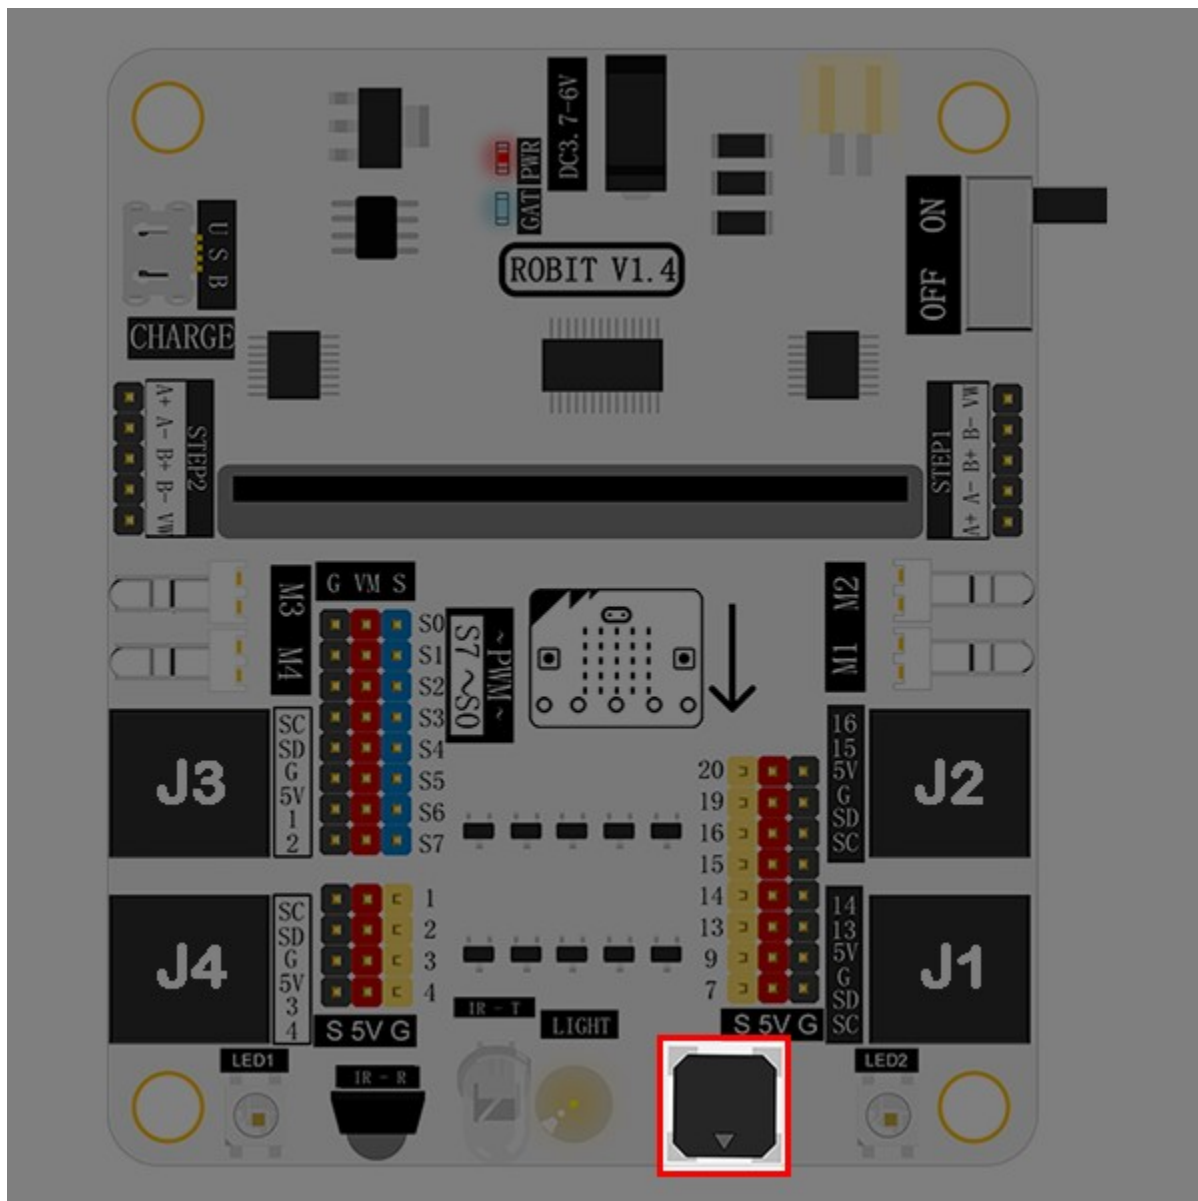 DC3.7-6V
PWR
GAT
ROBIT V1.4
ON
OFF
USB
CHARGE
A+ A- B+ B- VW
STEP2
STEP1
A+ A- B+ B- VW
M3 M4
G VM S
S0
S1
S2
S3
S4
S5
S6
S7
~PWM~
S7~S0
M1 M2
J3
SC
SD
G
5V
1
2
J2
16
15
5V
G
SD
SC
20
19
16
15
14
13
9
7
S 5V G
J4
SC
SD
G
5V
3
4
1
2
3
4
S 5V G
J1
14
13
5V
G
SD
SC
IR-T
LIGHT
LED1
IR-R
LED2